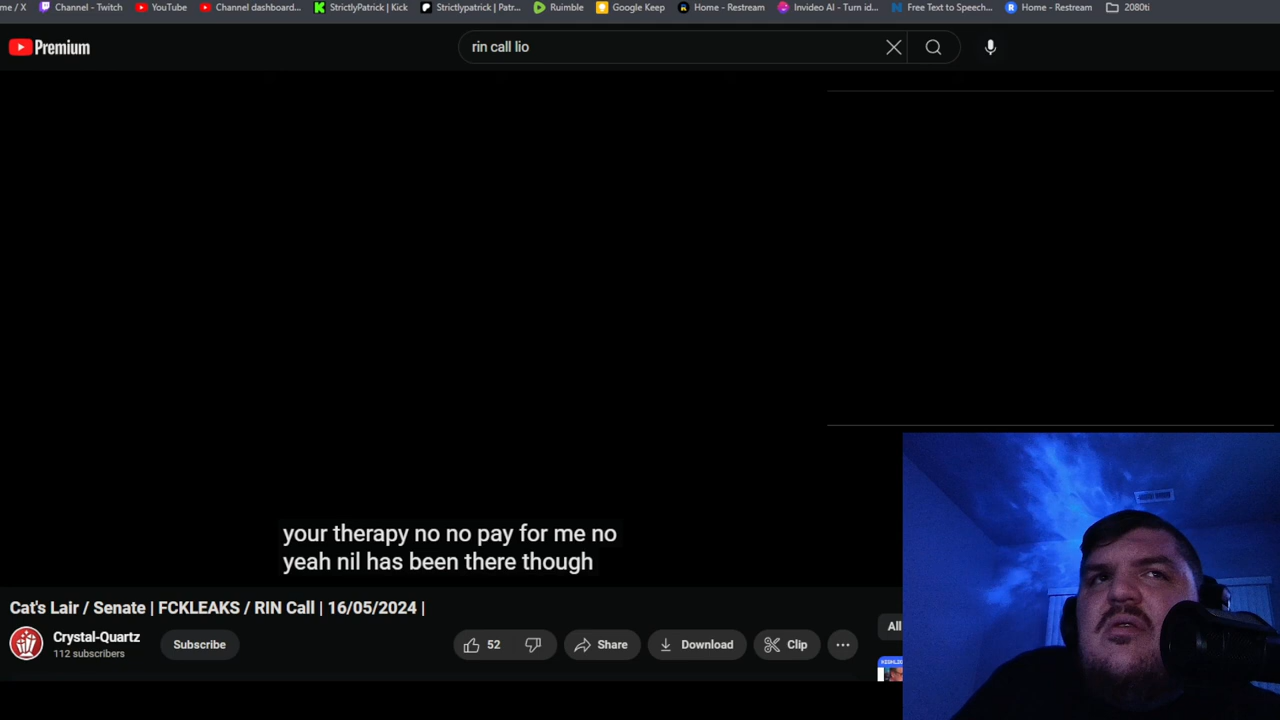 me / X
Channel - Twitch
YouTube
Channel dashboard...
StrictlyPatrick | Kick
Strictlypatrick | Patr...
Rumble
Google Keep
Home - Restream
Invideo AI - Turn id...
Free Text to Speech...
Home - Restream
2080ti
Premium
rin call lio
your therapy no no pay for me no
yeah nil has been there though
Cat's Lair / Senate | FCKLEAKS / RIN Call | 16/05/2024 |
Crystal-Quartz
112 subscribers
Subscribe
52
Share
Download
Clip
All